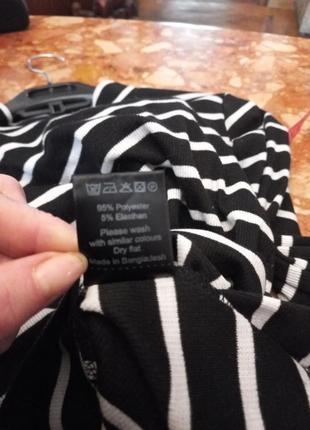 95% Polyester
5% Elasthan
Please wash
with similar colours
Dry flat
Made in Bangladesh